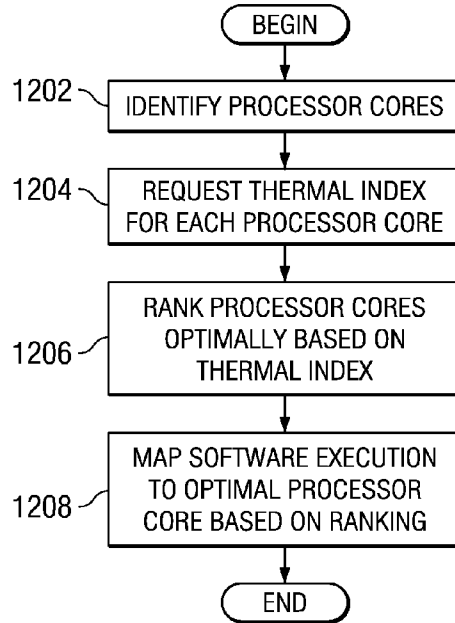 BEGIN
1202
IDENTIFY PROCESSOR CORES
1204
REQUEST THERMAL INDEX
FOR EACH PROCESSOR CORE
1206
RANK PROCESSOR CORES
OPTIMALLY BASED ON
THERMAL INDEX
1208
MAP SOFTWARE EXECUTION
TO OPTIMAL PROCESSOR
CORE BASED ON RANKING
END